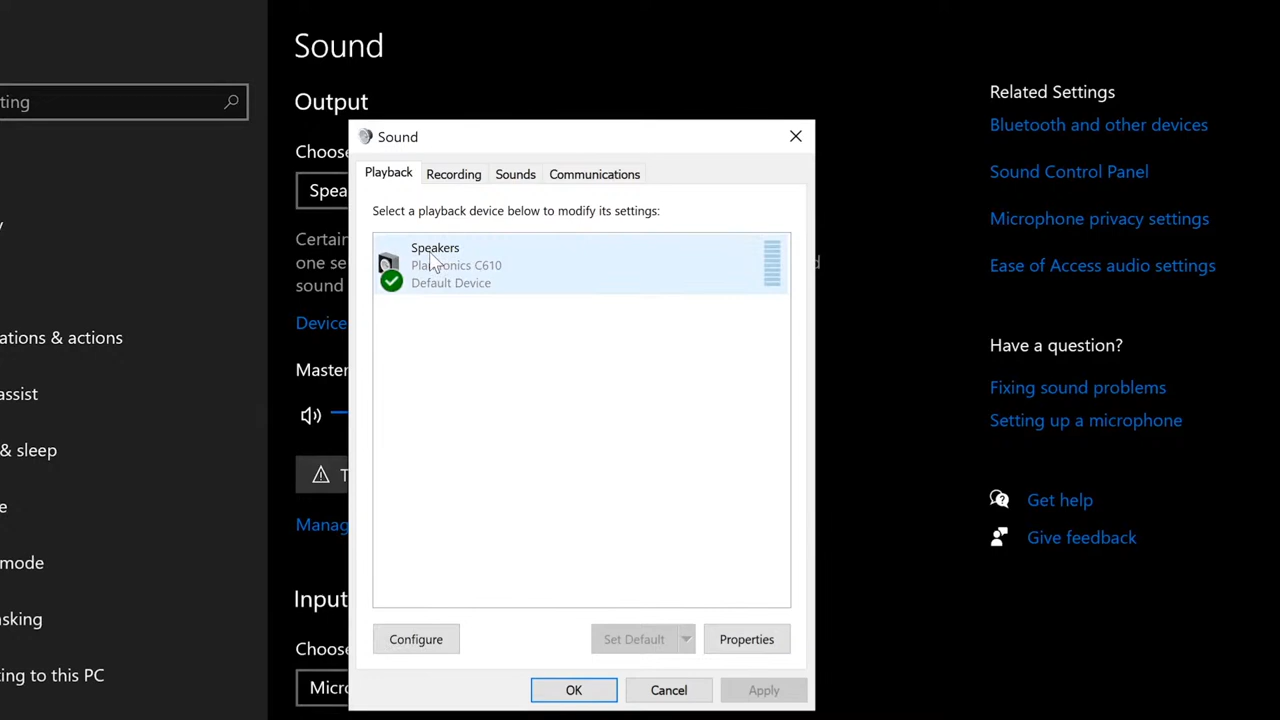 Sound
ting
Output
Sound
Choose
Playback
Recording
Sounds
Communications
Spea
Select a playback device below to modify its settings:
Speakers
Plantronics C610
Default Device
Certain
one se
sound
Device
Master
Manag
Input
Choose
Micro
Configure
Set Default
Properties
OK
Cancel
Apply
y
ations & actions
assist
& sleep
e
mode
asking
ting to this PC
Related Settings
Bluetooth and other devices
Sound Control Panel
Microphone privacy settings
Ease of Access audio settings
Have a question?
Fixing sound problems
Setting up a microphone
Get help
Give feedback